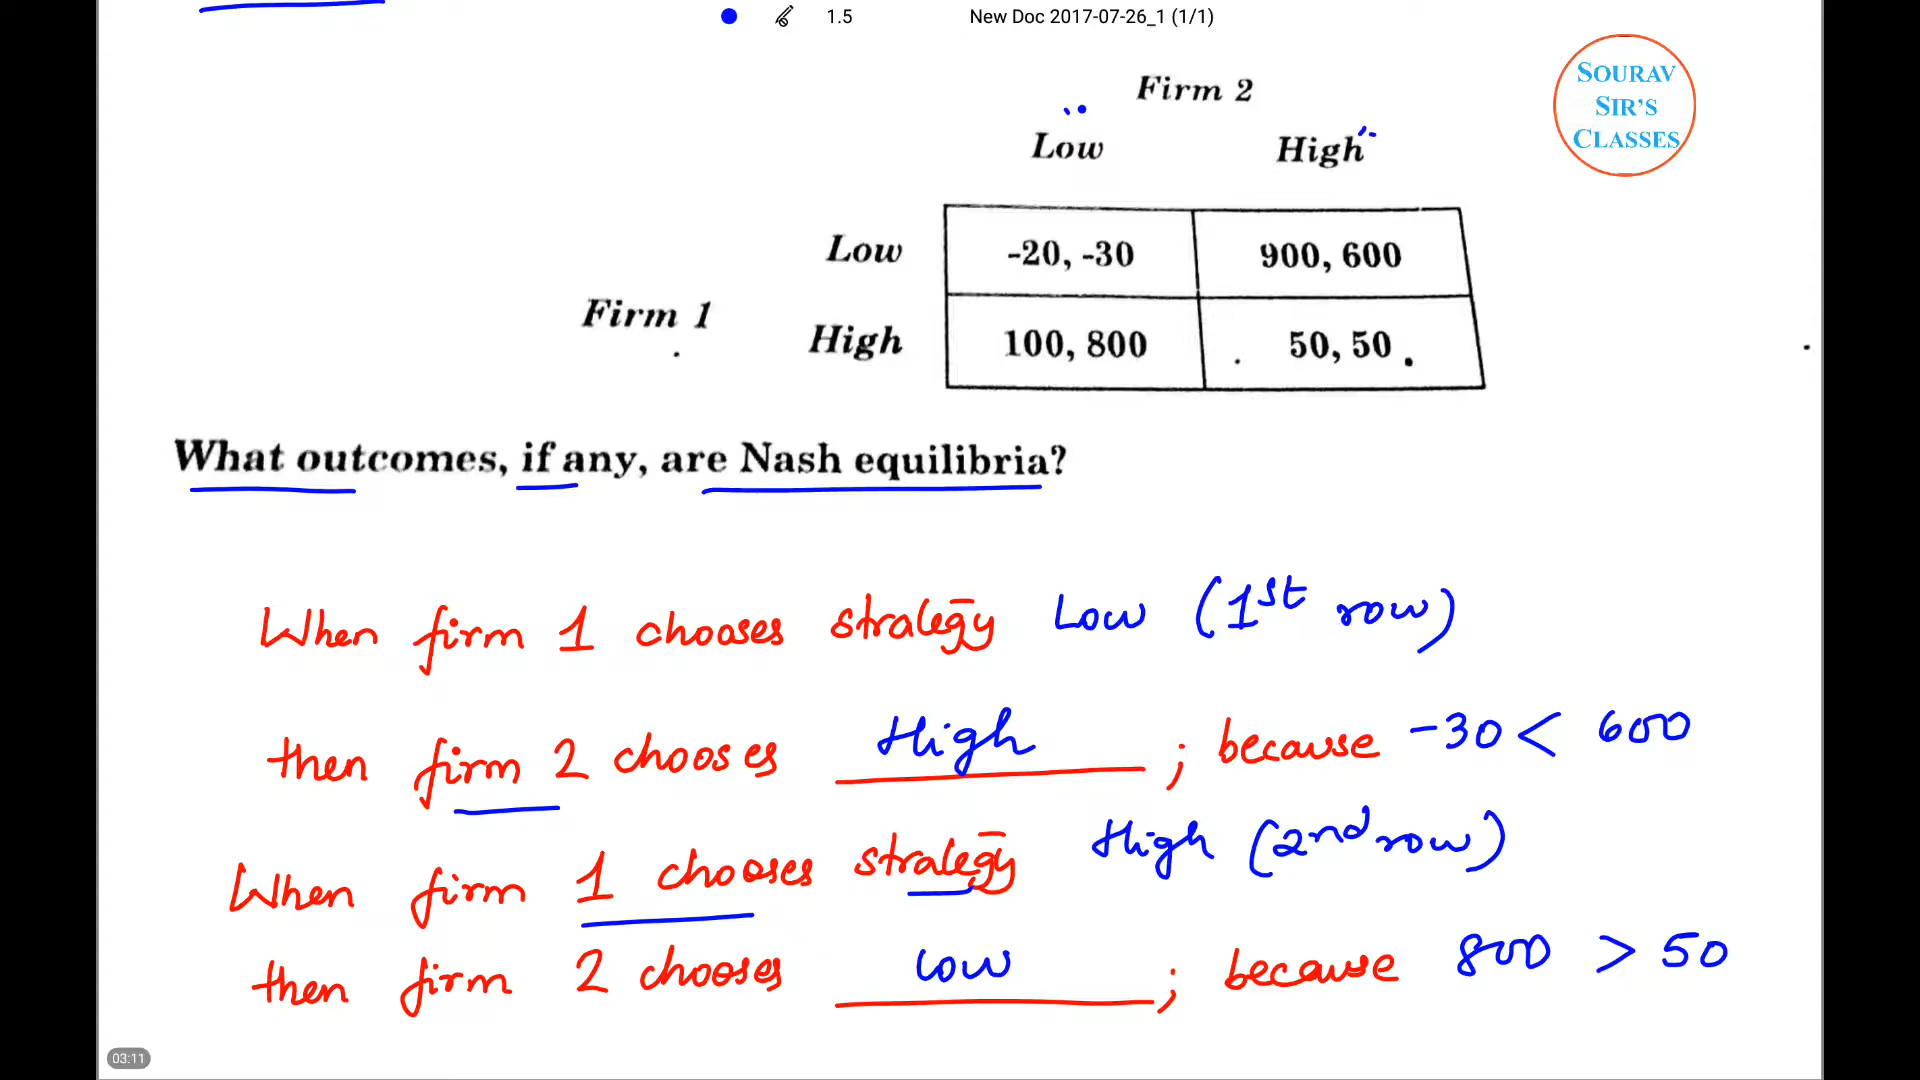 1.5 New Doc 2017-07-26_1 (1/1)
SOURAV
SIR'S
CLASSES
Firm 2
Low High
Low -20, -30 900, 600
Firm 1
High 100, 800 50, 50
What outcomes, if any, are Nash equilibria?
When firm 1 chooses strategy Low (1st row)
then firm 2 chooses High ; because -30 < 600
When firm 1 chooses strategy High (2nd row)
then firm 2 chooses Low ; because 800 > 50
03:11